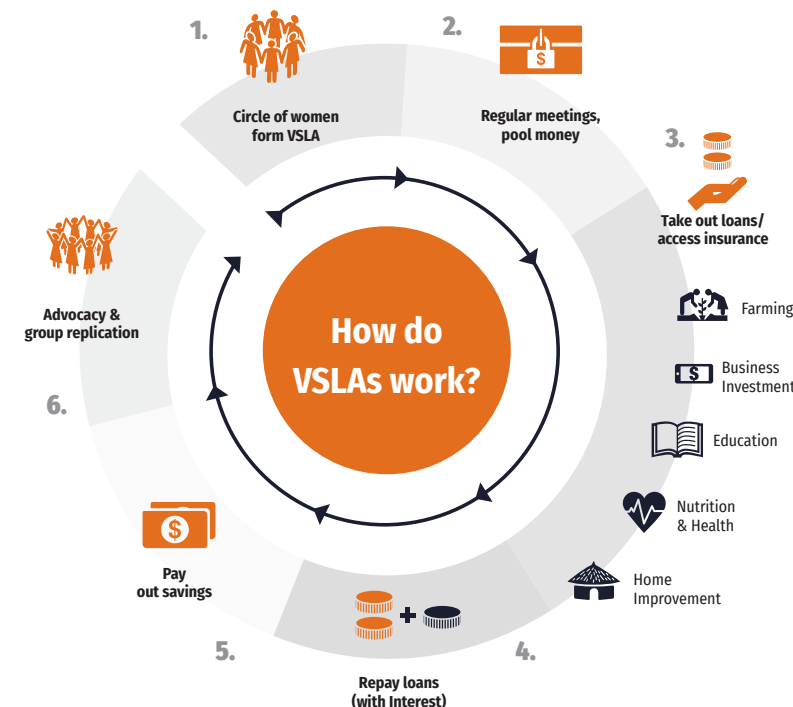 1.
Circle of women
form VSLA
2.
$
Regular meetings,
pool money
3.
Take out loans/
access insurance
Farming
$
Business
Investment
Education
Nutrition
& Health
Home
Improvement
4.
Repay loans
(with Interest)
5.
$
Pay
out savings
6.
Advocacy &
group replication
How do
VSLAs work?